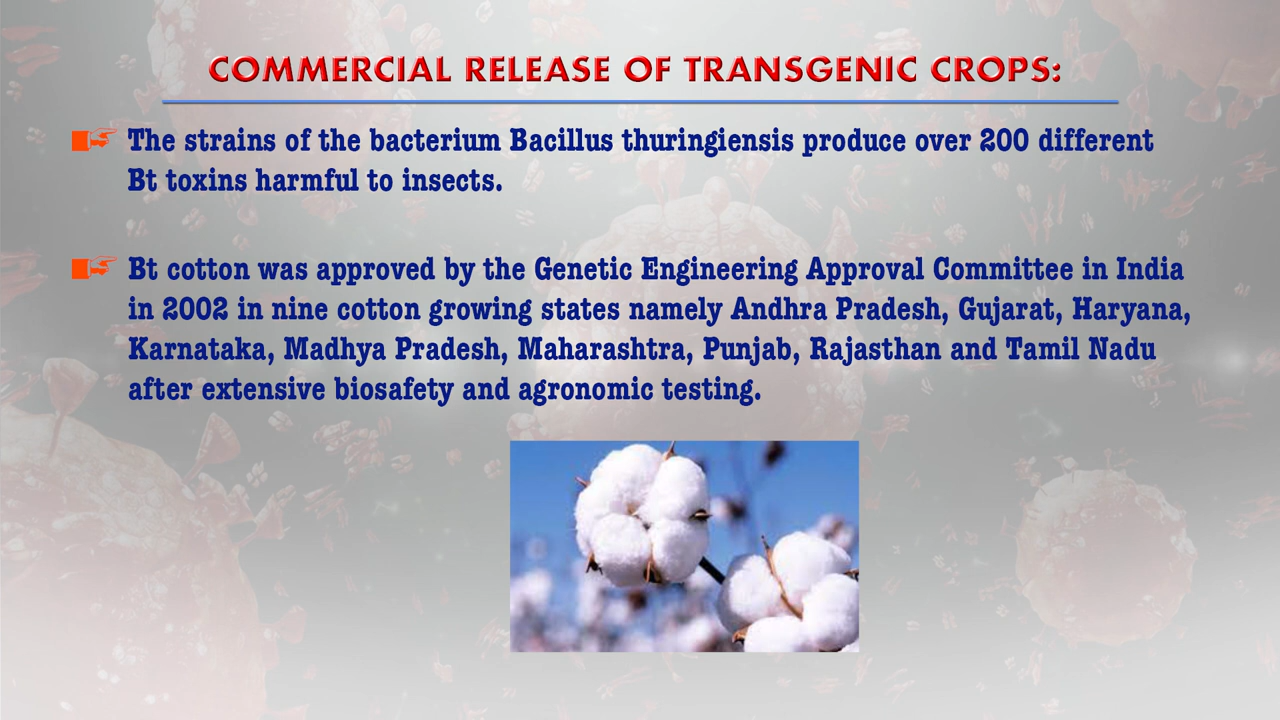 COMMERCIAL RELEASE OF TRANSGENIC CROPS:
The strains of the bacterium Bacillus thuringiensis produce over 200 different
Bt toxins harmful to insects.
Bt cotton was approved by the Genetic Engineering Approval Committee in India
in 2002 in nine cotton growing states namely Andhra Pradesh, Gujarat, Haryana,
Karnataka, Madhya Pradesh, Maharashtra, Punjab, Rajasthan and Tamil Nadu
after extensive biosafety and agronomic testing.